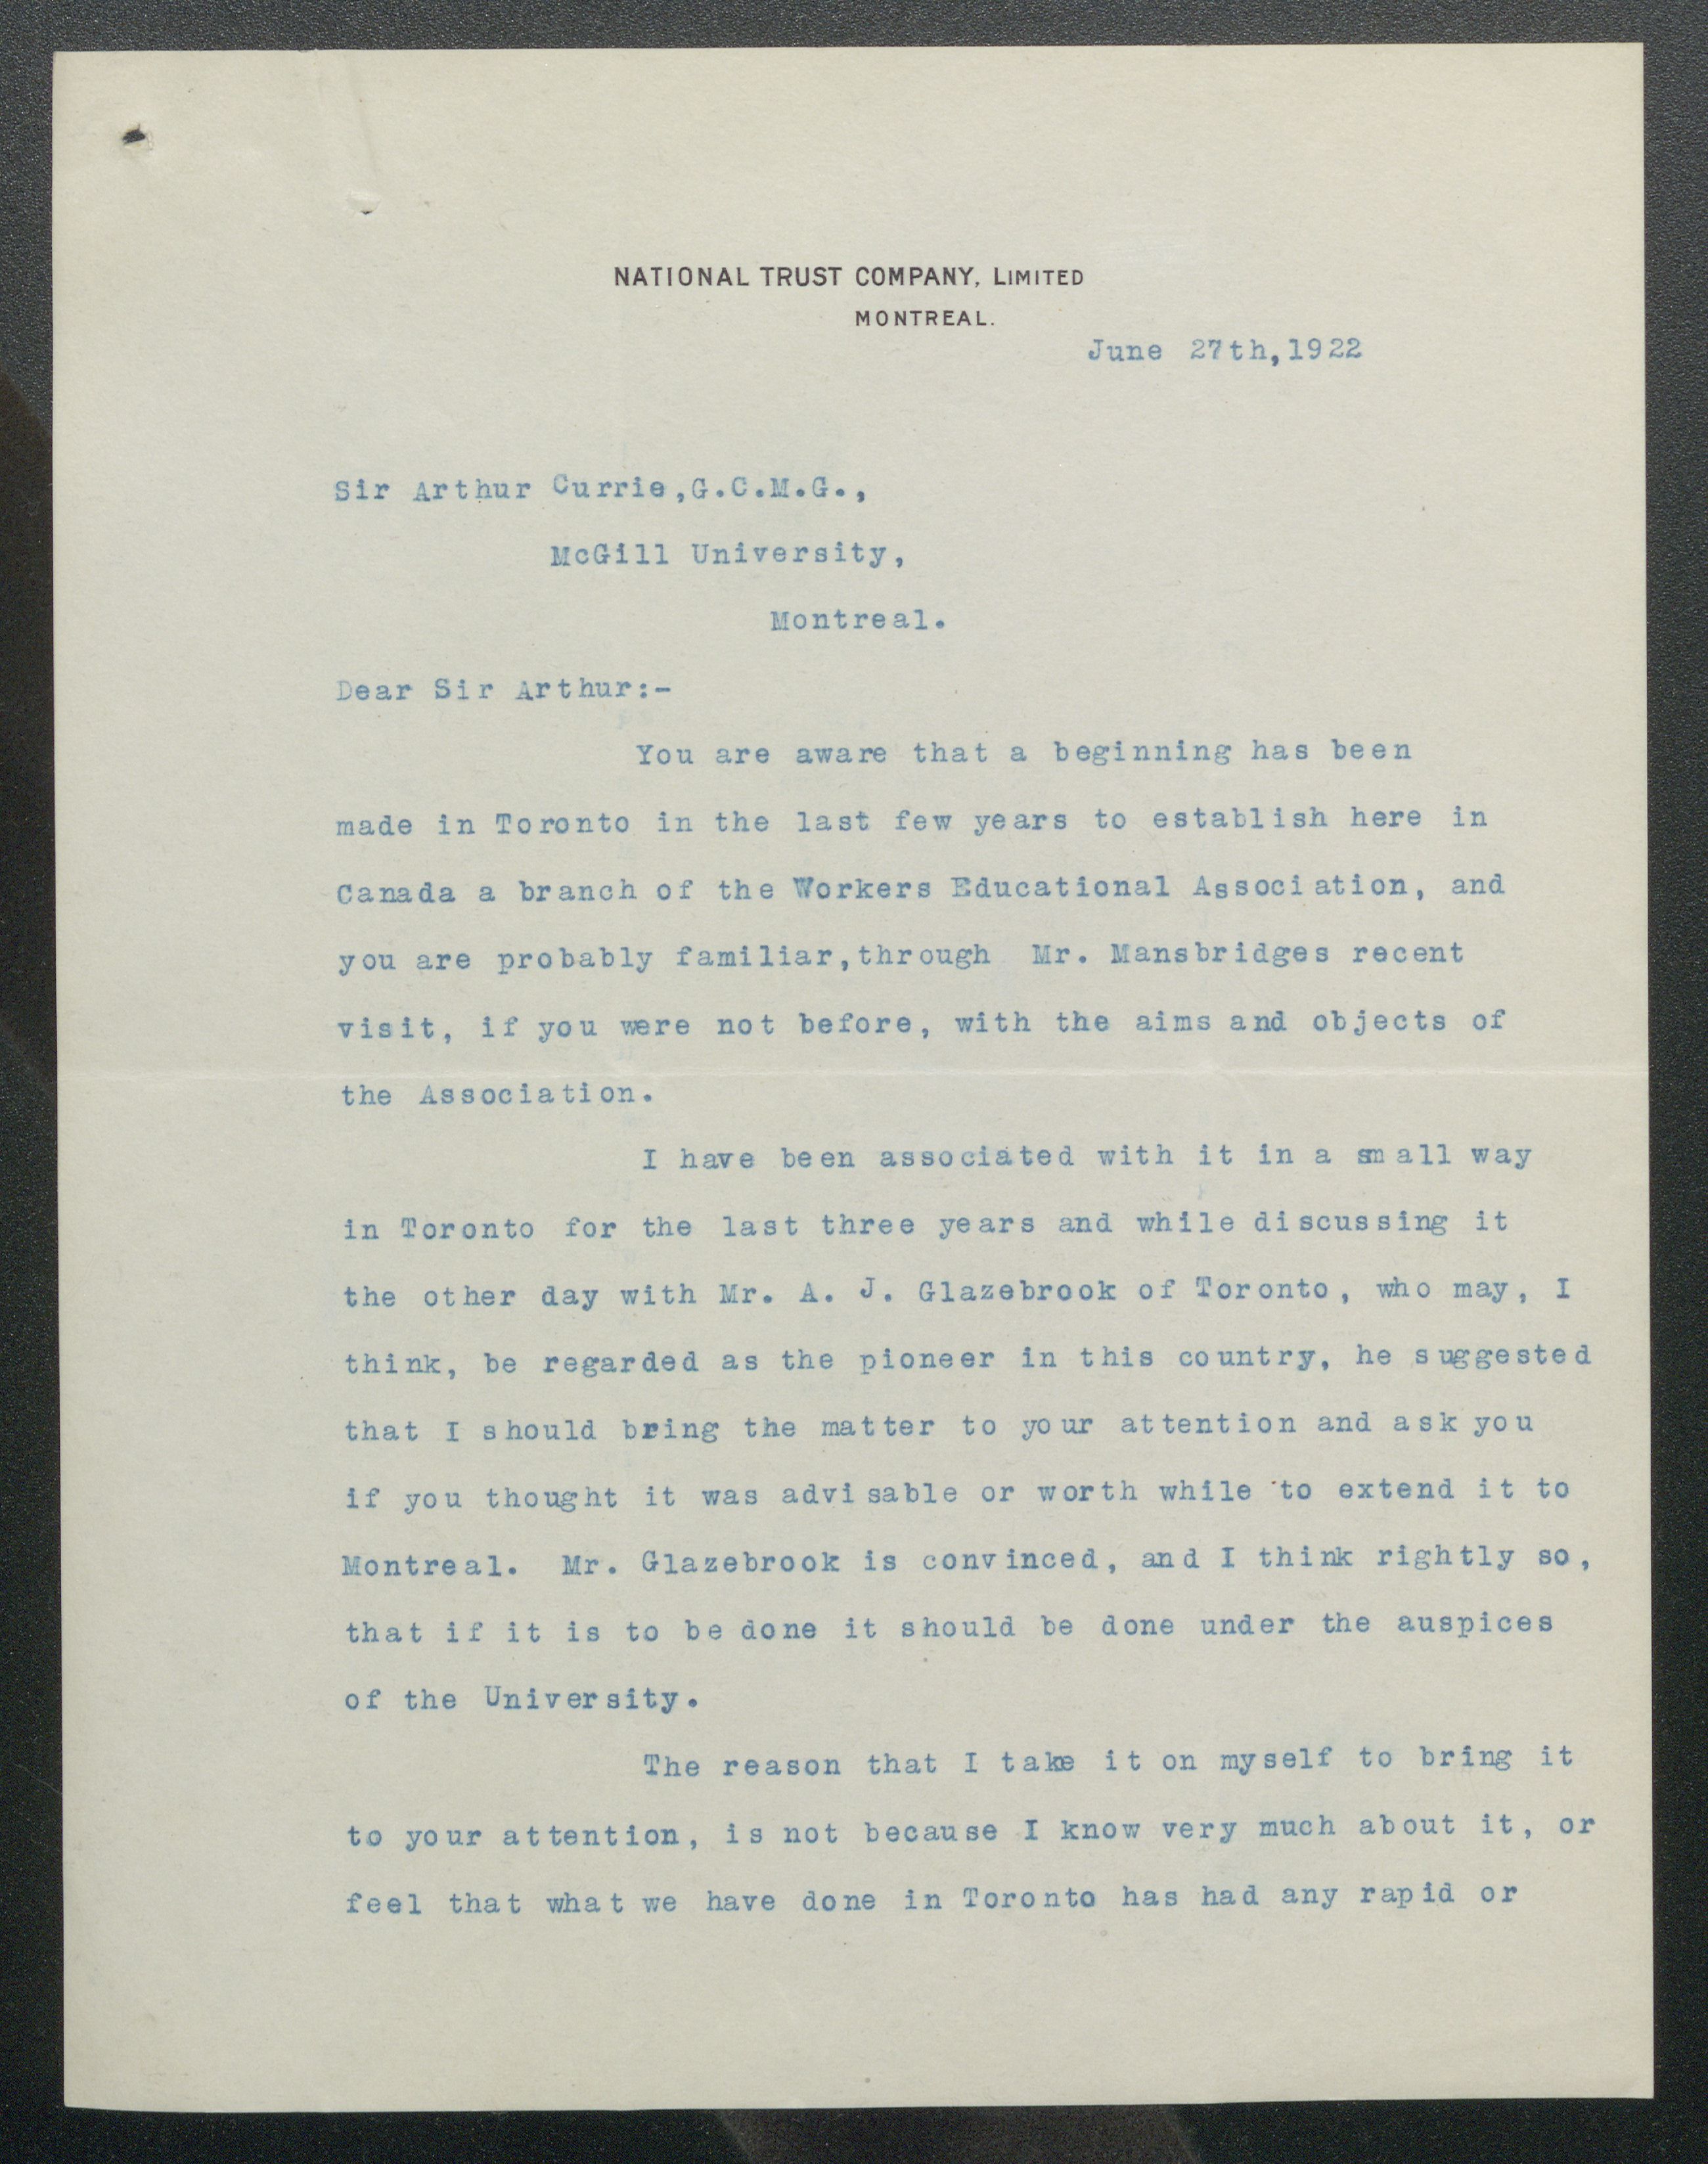 NATIONAL TRUST COMPANY, LIMITED
MONTREAL.
June 27th,1922
Sir Arthur Currie,G.C.M.G.,
McGill University,
Montreal.
Dear Sir Arthur:-
You are aware that a beginning has been
made in Toronto in the last few years to establish here in
Canada a branch of the Workers Educational Association, and
you are probably familiar,through Mr. Mansbridges recent
visit, if you were not before, with the aims and objects of
the Association.
I have been associated with it in a small way
in Toronto for the last three years and while discussing it
the other day with Mr. A. J. Glazebrook of Toronto, who may, I
think, be regarded as the pioneer in this country, he suggested
that I should bring the matter to your attention and ask you
if you thought it was advisable or worth while to extend it to
Montreal. Mr. Glazebrook is convinced, and I think rightly so,
that if it is to be done it should be done under the auspices
of the University.
The reason that I take it on myself to bring it
to your attention, is not because I know very much about it, or
feel that what we have done in Toronto has had any rapid or